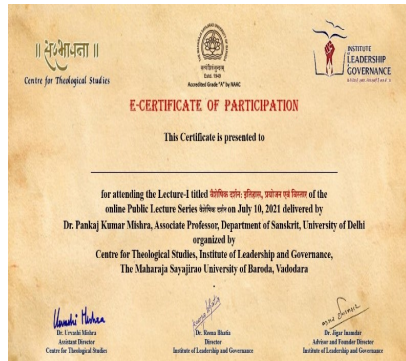 ॥ सम्भावना ॥
Centre for Theological Studies
Estd. 1949
Accredited Grade "A" by NAAC
INSTITUTE
LEADERSHIP
GOVERNANCE
E-CERTIFICATE OF PARTICIPATION
This Certificate is presented to
for attending the Lecture-I titled वैशेषिक दर्शन: इतिहास, प्रयोजन एवं विस्तार of the
online Public Lecture Series वैशेषिक दर्शन on July 10, 2021 delivered by
Dr. Pankaj Kumar Mishra, Associate Professor, Department of Sanskrit, University of Delhi
organized by
Centre for Theological Studies, Institute of Leadership and Governance,
The Maharaja Sayajirao University of Baroda, Vadodara
.
Urvashi Mishra
Dr. Urvashi Mishra
Assistant Director
Centre for Theological Studies
Dr. Reena Bhatia
Director
Institute of Leadership and Governance
Dr. Jigar Inamdar
Advisor and Founder Director
Institute of Leadership and Governance